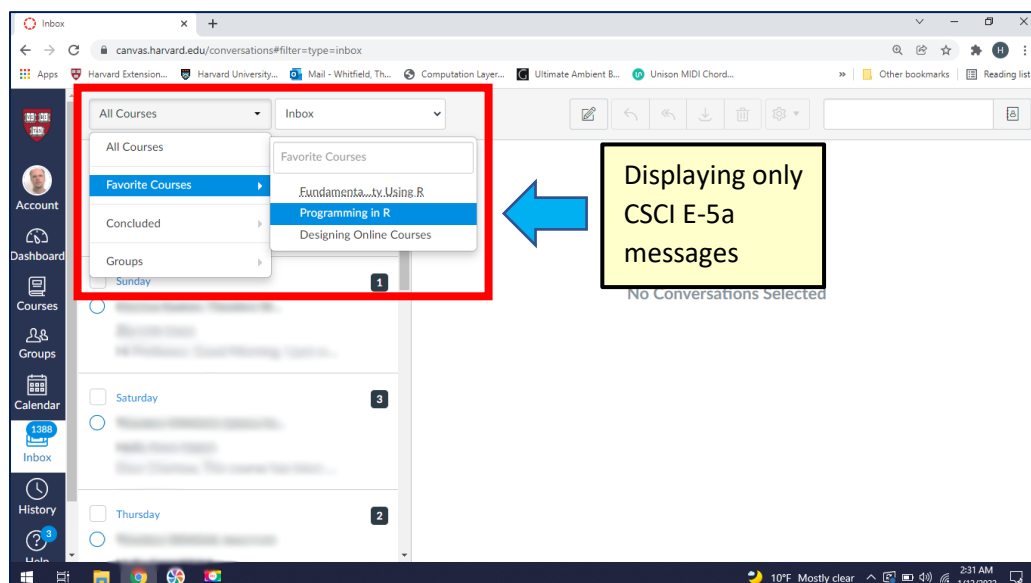 Inbox
canvas.harvard.edu/conversations#filter=type=inbox
H
Apps
Harvard Extension...
Harvard University...
Mail - Whitfield, Th...
Computation Layer...
Ultimate Ambient B...
Unison MIDI Chord...
Other bookmarks
Reading list
All Courses
Inbox
All Courses
Favorite Courses
Concluded
Groups
Favorite Courses
Fundamenta...ty Using R
Programming in R
Designing Online Courses
Displaying only
CSCI E-5a
messages
No Conversations Selected
Account
Dashboard
Courses
Groups
Calendar
1388
Inbox
History
3
Help
Sunday
1
Saturday
3
Thursday
2
10°F Mostly clear
2:31 AM